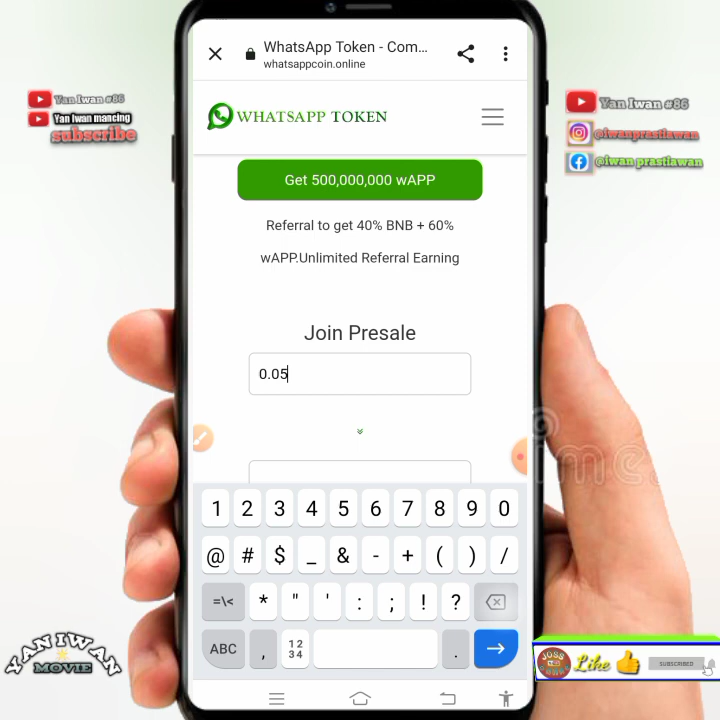 WhatsApp Token - Com...
whatsappcoin.online
WHATSAPP TOKEN
Get 500,000,000 wAPP
Referral to get 40% BNB + 60%
wAPP.Unlimited Referral Earning
Join Presale
0.05
1 2 3 4 5 6 7 8 9 0
@ # $ _ & - + ( ) /
=\< * " ' : ; ! ?
ABC , 12 34 .
Yan Iwan #86
Yan Iwan mancing
subscribe
Yan Iwan #86
@iwanprastiawan
@iwan prastiawan
YAN IWAN
MOVIE
Like
SUBSCRIBED